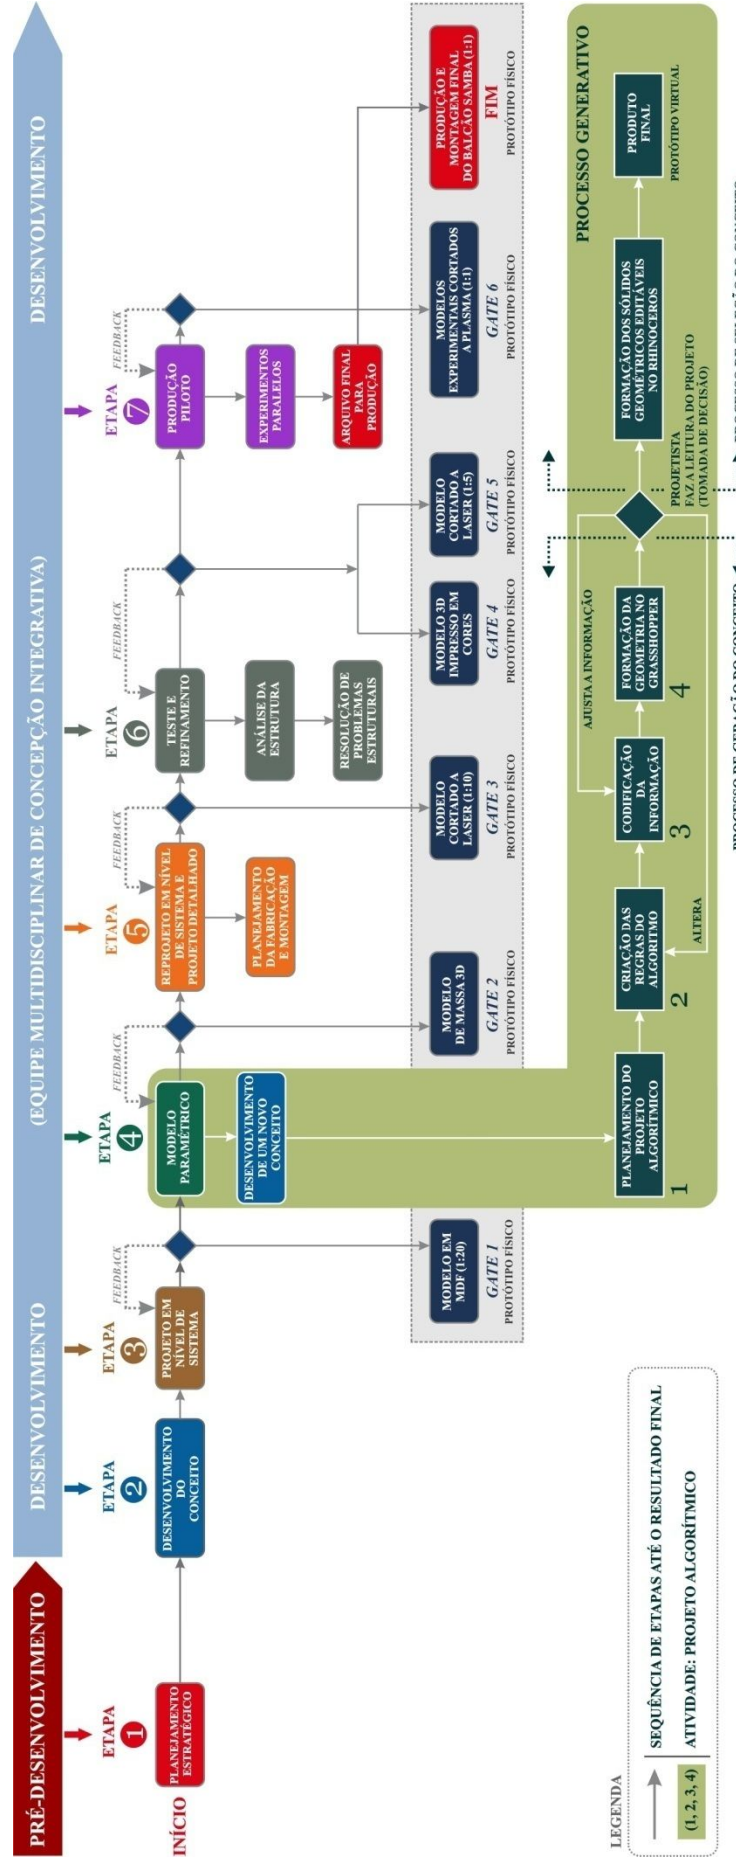 PRÉ-DESENVOLVIMENTO
DESENVOLVIMENTO
(EQUIPE MULTIDISCIPLINAR DE CONCEPÇÃO INTEGRATIVA)
DESENVOLVIMENTO
ETAPA
1
INÍCIO
PLANEJAMENTO
ESTRATÉGICO
ETAPA
2
DESENVOLVIMENTO
DO
CONCEITO
ETAPA
3
PROJETO EM
NÍVEL DE
SISTEMA
FEEDBACK
ETAPA
4
MODELO
PARAMÉTRICO
DESENVOLVIMENTO
DE UM NOVO
CONCEITO
FEEDBACK
ETAPA
5
REPROJETO EM NÍVEL
DE SISTEMA E
PROJETO DETALHADO
PLANEJAMENTO
DA FABRICAÇÃO
E MONTAGEM
FEEDBACK
ETAPA
6
TESTE E
REFINAMENTO
ANÁLISE DA
ESTRUTURA
RESOLUÇÃO DE
PROBLEMAS
ESTRUTURAIS
FEEDBACK
ETAPA
7
PRODUÇÃO
PILOTO
EXPERIMENTOS
PARALELOS
ARQUIVO FINAL
PARA
PRODUÇÃO
FEEDBACK
MODELO EM
MDF (1:20)
GATE 1
PROTÓTIPO FÍSICO
MODELO
DE MASSA 3D
GATE 2
PROTÓTIPO FÍSICO
MODELO
CORTADO A
LASER (1:10)
GATE 3
PROTÓTIPO FÍSICO
MODELO 3D
IMPRESSO EM
CORES
GATE 4
PROTÓTIPO FÍSICO
MODELO
CORTADO A
LASER (1:5)
GATE 5
PROTÓTIPO FÍSICO
MODELOS
EXPERIMENTAIS CORTADOS
A PLASMA (1:1)
GATE 6
PROTÓTIPO FÍSICO
PRODUÇÃO E
MONTAGEM FINAL
DO BALCÃO SAMBA (1:1)
FIM
PROTÓTIPO FÍSICO
PROCESSO GENERATIVO
PLANEJAMENTO DO
PROJETO
ALGORÍTMICO
1
CRIAÇÃO DAS
REGRAS DO
ALGORITMO
2
CODIFICAÇÃO
DA
INFORMAÇÃO
3
FORMAÇÃO DA
GEOMETRIA NO
GRASSHOPPER
4
AJUSTA A INFORMAÇÃO
ALTERA
PROJETISTA
FAZ A LEITURA DO PROJETO
(TOMADA DE DECISÃO)
FORMAÇÃO DOS SÓLIDOS
GEOMÉTRICOS EDITÁVEIS
NO RHINOCEROS
PRODUTO
FINAL
PROTÓTIPO VIRTUAL
LEGENDA
SEQUÊNCIA DE ETAPAS ATÉ O RESULTADO FINAL
(1, 2, 3, 4)
ATIVIDADE: PROJETO ALGORÍTMICO